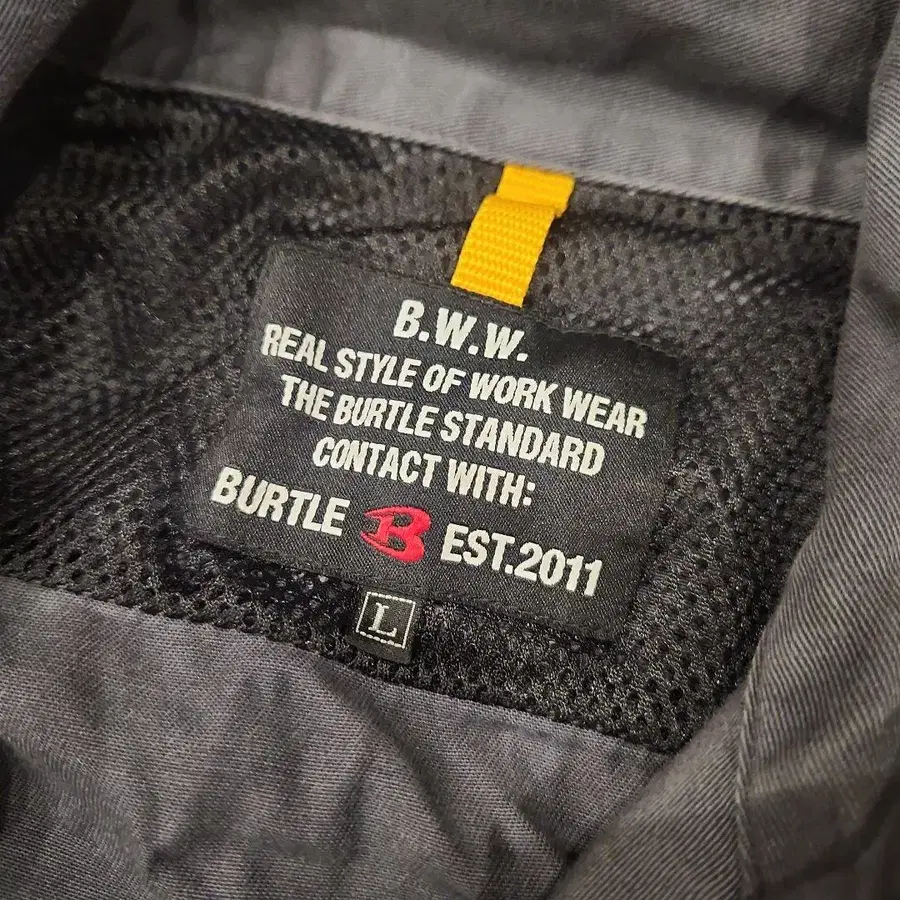 B.W.W.
REAL STYLE OF WORK WEAR
THE BURTLE STANDARD
CONTACT WITH:
BURTLE B EST.2011
L